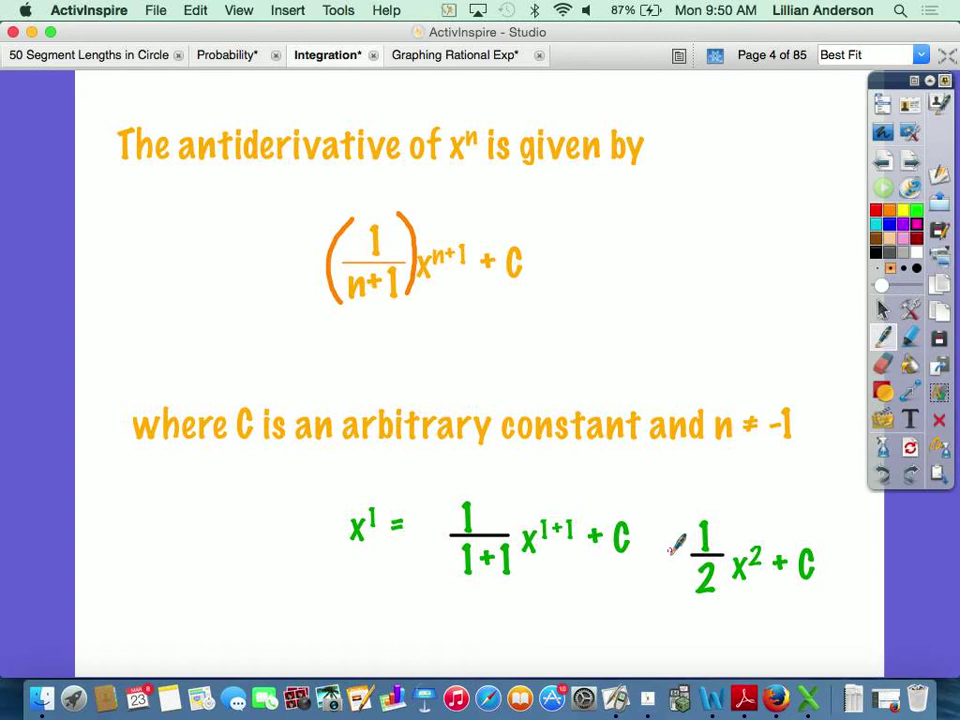 ActivInspire File Edit View Insert Tools Help 87% Mon 9:50 AM Lillian Anderson
ActivInspire - Studio
50 Segment Lengths in Circle Probability* Integration* Graphing Rational Exp* Page 4 of 85 Best Fit
The antiderivative of xⁿ is given by
(1/(n+1)) xⁿ⁺¹ + C
where C is an arbitrary constant and n ≠ -1
x¹ = 1/(1+1) x¹⁺¹ + C 1/2 x² + C
MAR
23